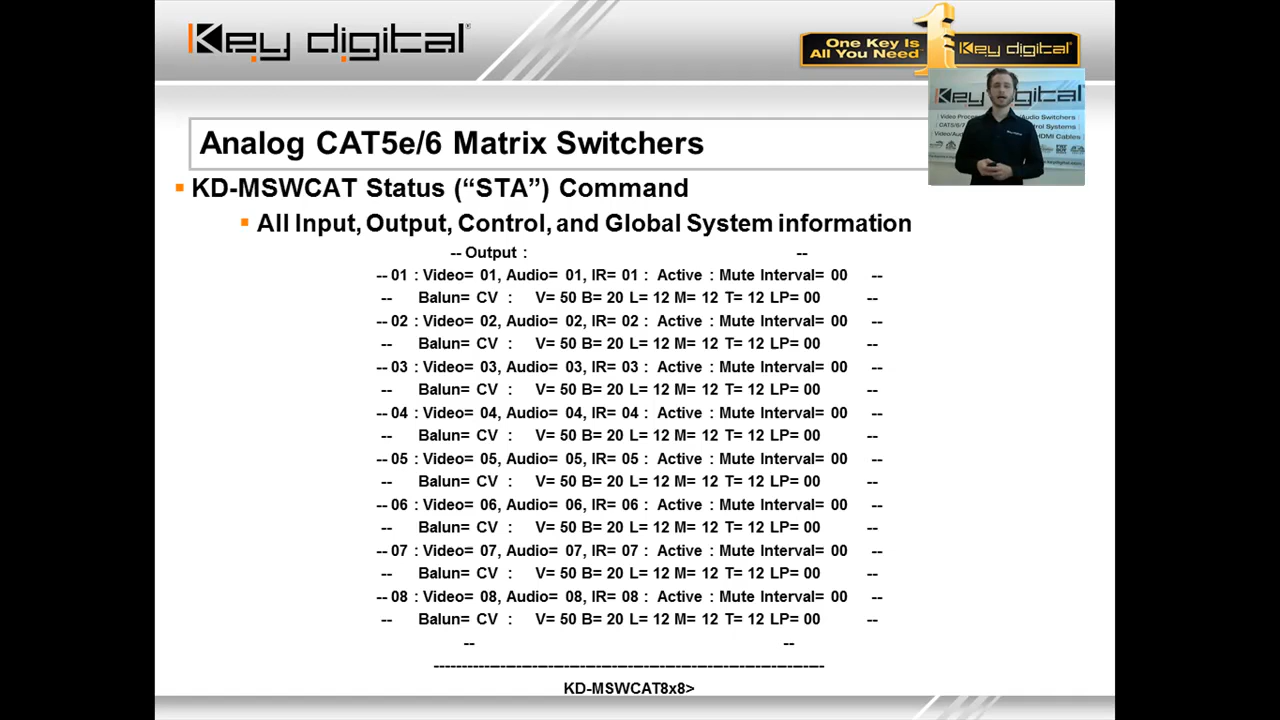 Key digital
One Key Is
All You Need
Key digital
Key digital
Analog CAT5e/6 Matrix Switchers
▪ KD-MSWCAT Status (“STA”) Command
▪ All Input, Output, Control, and Global System information
-- Output : --
-- 01 : Video= 01, Audio= 01, IR= 01 : Active : Mute Interval= 00 --
-- Balun= CV : V= 50 B= 20 L= 12 M= 12 T= 12 LP= 00 --
-- 02 : Video= 02, Audio= 02, IR= 02 : Active : Mute Interval= 00 --
-- Balun= CV : V= 50 B= 20 L= 12 M= 12 T= 12 LP= 00 --
-- 03 : Video= 03, Audio= 03, IR= 03 : Active : Mute Interval= 00 --
-- Balun= CV : V= 50 B= 20 L= 12 M= 12 T= 12 LP= 00 --
-- 04 : Video= 04, Audio= 04, IR= 04 : Active : Mute Interval= 00 --
-- Balun= CV : V= 50 B= 20 L= 12 M= 12 T= 12 LP= 00 --
-- 05 : Video= 05, Audio= 05, IR= 05 : Active : Mute Interval= 00 --
-- Balun= CV : V= 50 B= 20 L= 12 M= 12 T= 12 LP= 00 --
-- 06 : Video= 06, Audio= 06, IR= 06 : Active : Mute Interval= 00 --
-- Balun= CV : V= 50 B= 20 L= 12 M= 12 T= 12 LP= 00 --
-- 07 : Video= 07, Audio= 07, IR= 07 : Active : Mute Interval= 00 --
-- Balun= CV : V= 50 B= 20 L= 12 M= 12 T= 12 LP= 00 --
-- 08 : Video= 08, Audio= 08, IR= 08 : Active : Mute Interval= 00 --
-- Balun= CV : V= 50 B= 20 L= 12 M= 12 T= 12 LP= 00 --
-- --
----------------------------------------------------------------------
KD-MSWCAT8x8>